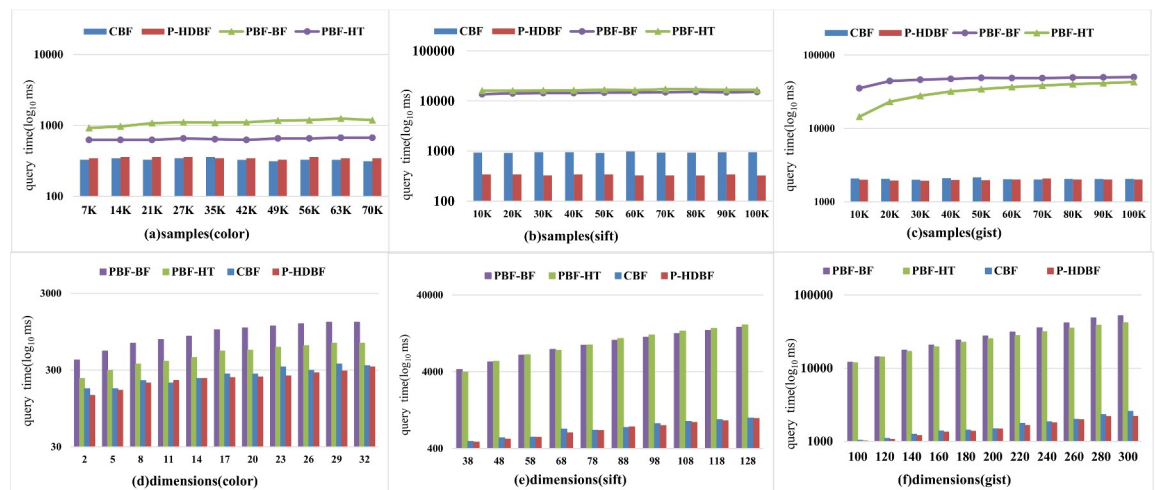 CBF P-HDBF PBF-BF PBF-HT
query time(log10 ms)
10000
1000
100
7K 14K 21K 27K 35K 42K 49K 56K 63K 70K
(a)samples(color)
CBF P-HDBF PBF-BF PBF-HT
query time(log10 ms)
100000
10000
1000
100
10K 20K 30K 40K 50K 60K 70K 80K 90K 100K
(b)samples(sift)
CBF P-HDBF PBF-BF PBF-HT
query time(log10 ms)
100000
10000
1000
10K 20K 30K 40K 50K 60K 70K 80K 90K 100K
(c)samples(gist)
PBF-BF PBF-HT CBF P-HDBF
query time(log10 ms)
3000
300
30
2 5 8 11 14 17 20 23 26 29 32
(d)dimensions(color)
PBF-BF PBF-HT CBF P-HDBF
query time(log10 ms)
40000
4000
400
38 48 58 68 78 88 98 108 118 128
(e)dimensions(sift)
PBF-BF PBF-HT CBF P-HDBF
query time(log10 ms)
100000
10000
1000
100 120 140 160 180 200 220 240 260 280 300
(f)dimensions(gist)